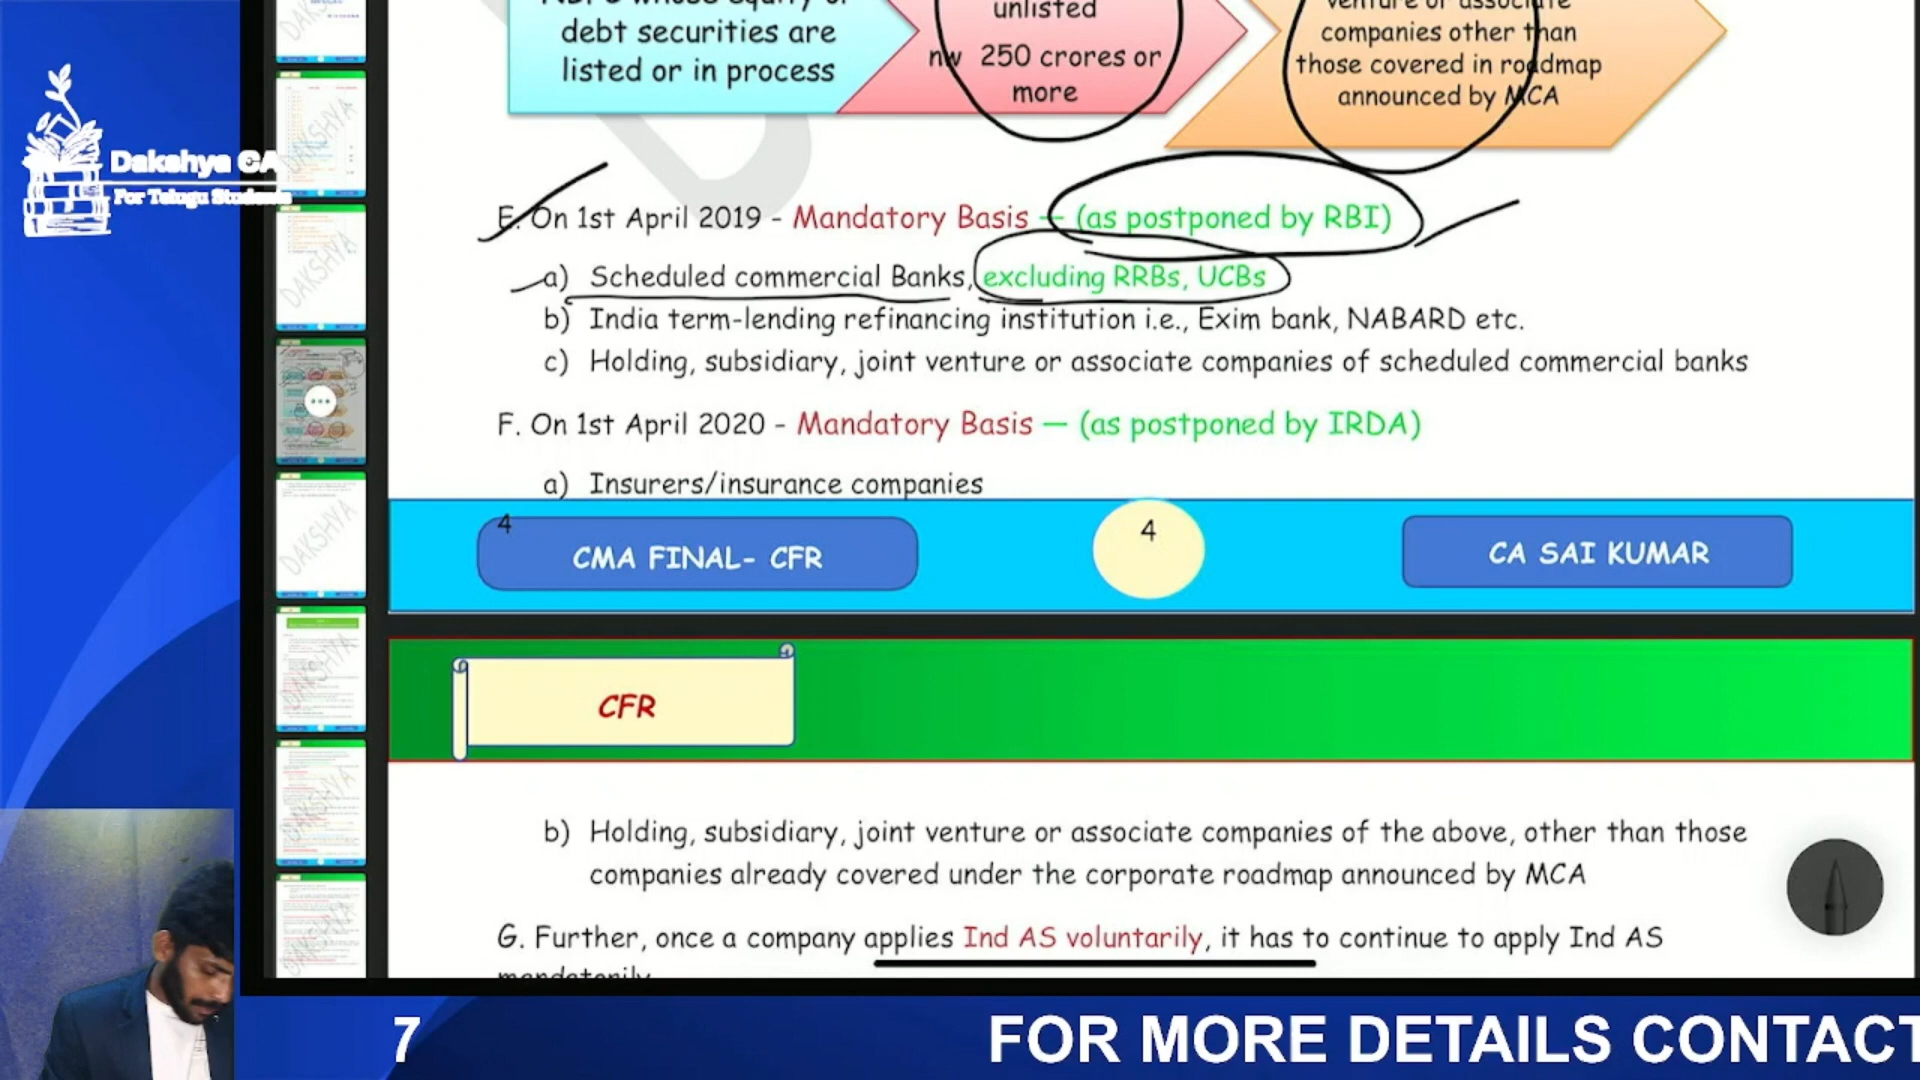 debt securities are
listed or in process
unlisted
nw 250 crores or
more
companies other than
those covered in roadmap
announced by MCA
Dakshya CA
For Telugu Students
E. On 1st April 2019 - Mandatory Basis — (as postponed by RBI)
a) Scheduled commercial Banks, excluding RRBs, UCBs
b) India term-lending refinancing institution i.e., Exim bank, NABARD etc.
c) Holding, subsidiary, joint venture or associate companies of scheduled commercial banks
F. On 1st April 2020 - Mandatory Basis — (as postponed by IRDA)
a) Insurers/insurance companies
4
CMA FINAL- CFR
4
CA SAI KUMAR
CFR
b) Holding, subsidiary, joint venture or associate companies of the above, other than those
companies already covered under the corporate roadmap announced by MCA
G. Further, once a company applies Ind AS voluntarily, it has to continue to apply Ind AS
7
FOR MORE DETAILS CONTACT